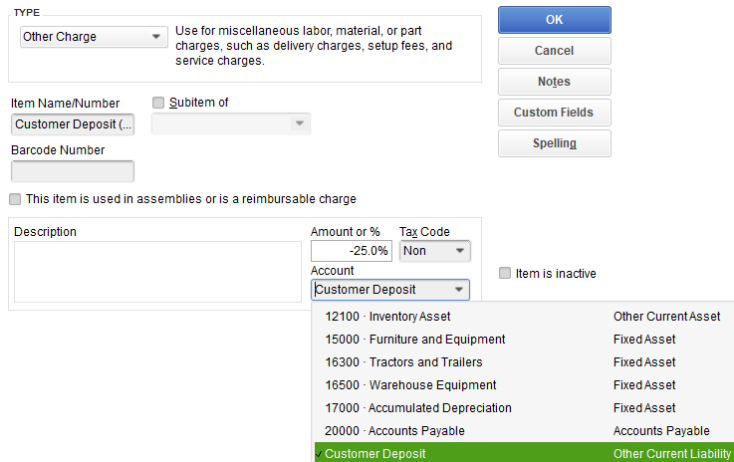 TYPE
Other Charge
Use for miscellaneous labor, material, or part
charges, such as delivery charges, setup fees, and
service charges.
OK
Cancel
Notes
Custom Fields
Spelling
Item Name/Number
Subitem of
Customer Deposit (...
Barcode Number
This item is used in assemblies or is a reimbursable charge
Description
Amount or %
Tax Code
-25.0%
Non
Account
Customer Deposit
Item is inactive
12100 · Inventory Asset Other Current Asset
15000 · Furniture and Equipment Fixed Asset
16300 · Tractors and Trailers Fixed Asset
16500 · Warehouse Equipment Fixed Asset
17000 · Accumulated Depreciation Fixed Asset
20000 · Accounts Payable Accounts Payable
✓ Customer Deposit Other Current Liability